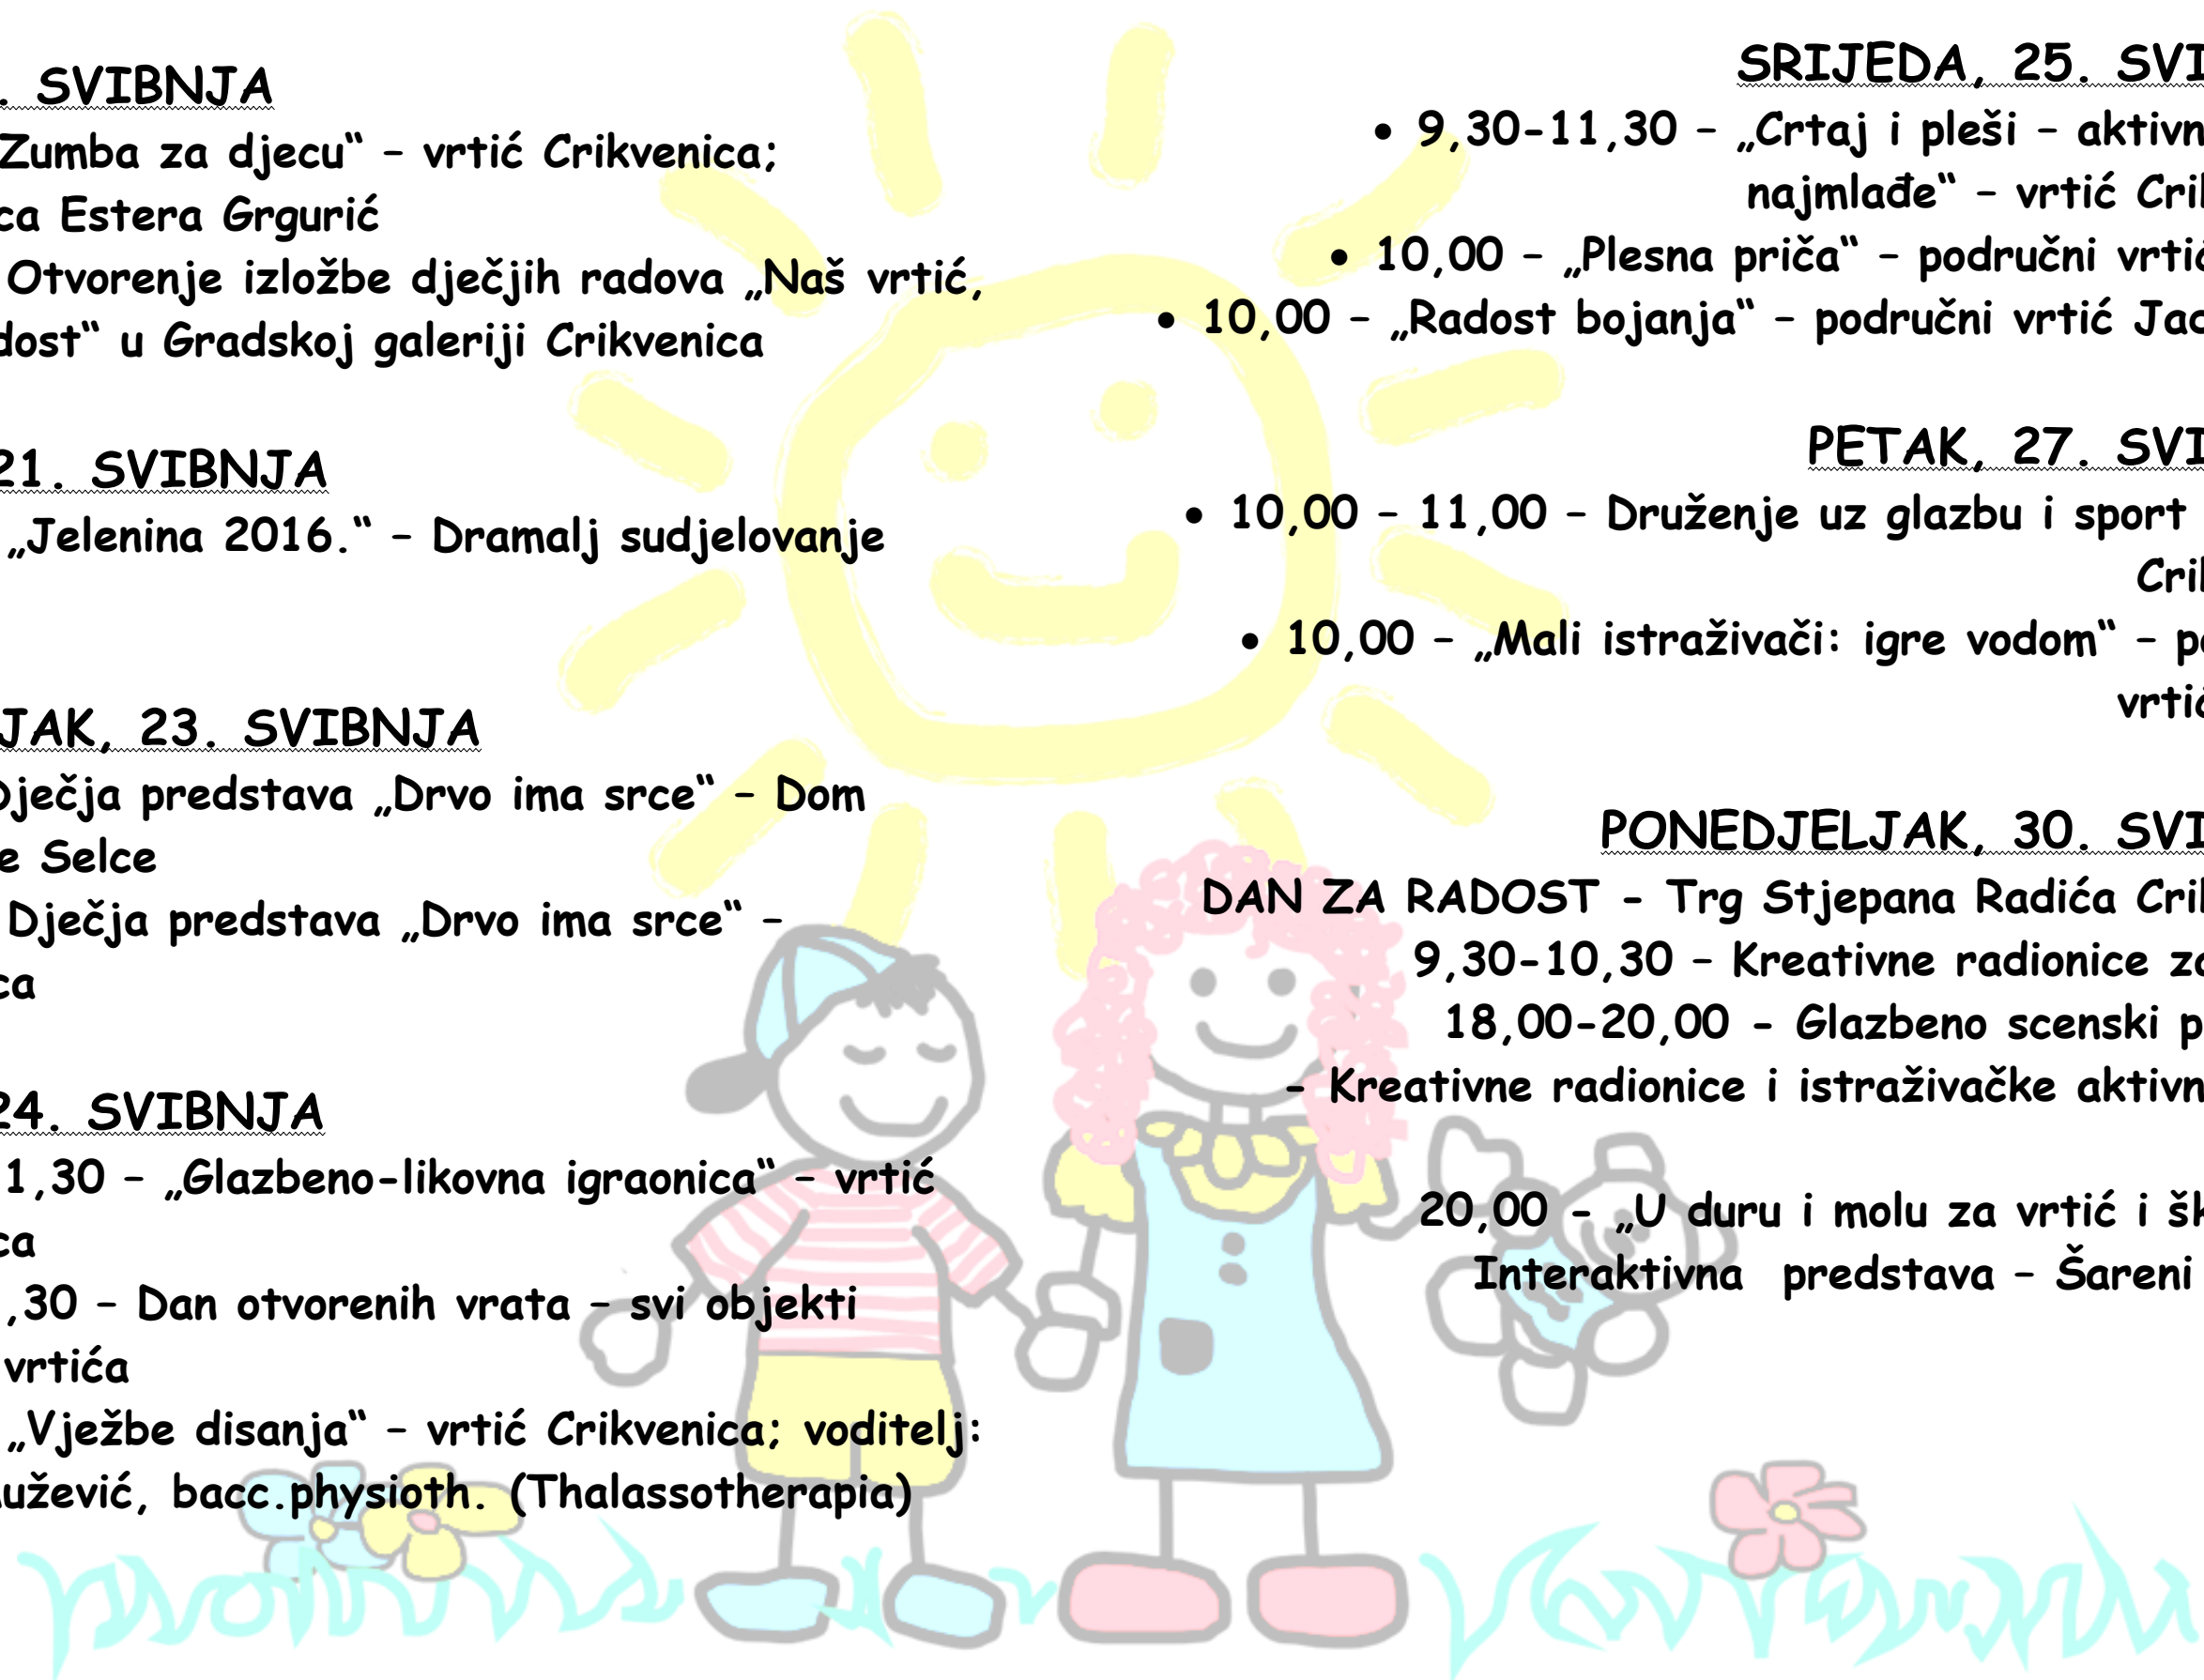 . SVIBNJA
Zumba za djecu“ – vrtić Crikvenica;
ca Estera Grgurić
Otvorenje izložbe dječjih radova „Naš vrtić,
dost“ u Gradskoj galeriji Crikvenica
21. SVIBNJA
„Jelenina 2016.“ – Dramalj sudjelovanje
JAK, 23. SVIBNJA
Dječja predstava „Drvo ima srce“ – Dom
e Selce
Dječja predstava „Drvo ima srce“ –
ca
24. SVIBNJA
1,30 – „Glazbeno-likovna igraonica“ – vrtić
ca
,30 – Dan otvorenih vrata – svi objekti
vrtića
„Vježbe disanja“ – vrtić Crikvenica; voditelj:
užević, bacc.physioth. (Thalassotherapia)
SRIJEDA, 25. SVI
• 9,30-11,30 – „Crtaj i pleši – aktivn
najmlađe“ – vrtić Cri
• 10,00 – „Plesna priča“ – područni vrtić
• 10,00 – „Radost bojanja“ – područni vrtić Jad
PETAK, 27. SVI
• 10,00 – 11,00 – Druženje uz glazbu i sport
Cri
• 10,00 – „Mali istraživači: igre vodom“ – p
vrtić
PONEDJELJAK, 30. SVI
DAN ZA RADOST - Trg Stjepana Radića Cri
9,30-10,30 – Kreativne radionice za
18,00-20,00 - Glazbeno scenski p
- Kreativne radionice i istraživačke aktivn
20,00 – „U duru i molu za vrtić i šk
Interaktivna predstava – Šareni